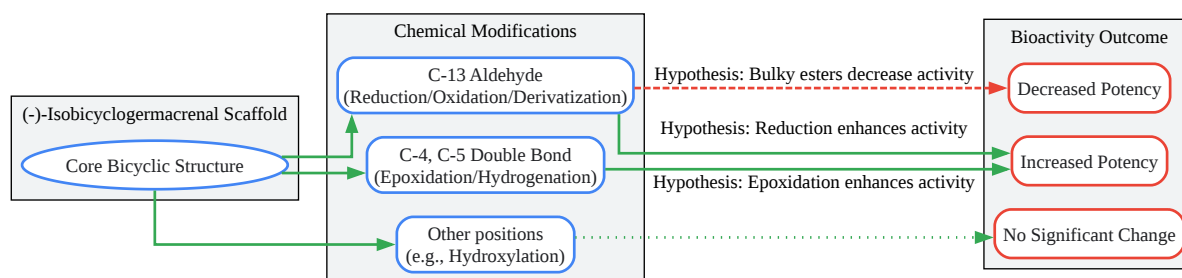 (-)-Isobicyclogermacrenal Scaffold
Core Bicyclic Structure
Chemical Modifications
C-13 Aldehyde
(Reduction/Oxidation/Derivatization)
C-4, C-5 Double Bond
(Epoxidation/Hydrogenation)
Other positions
(e.g., Hydroxylation)
Hypothesis: Bulky esters decrease activity
Hypothesis: Reduction enhances activity
Hypothesis: Epoxidation enhances activity
Bioactivity Outcome
Decreased Potency
Increased Potency
No Significant Change